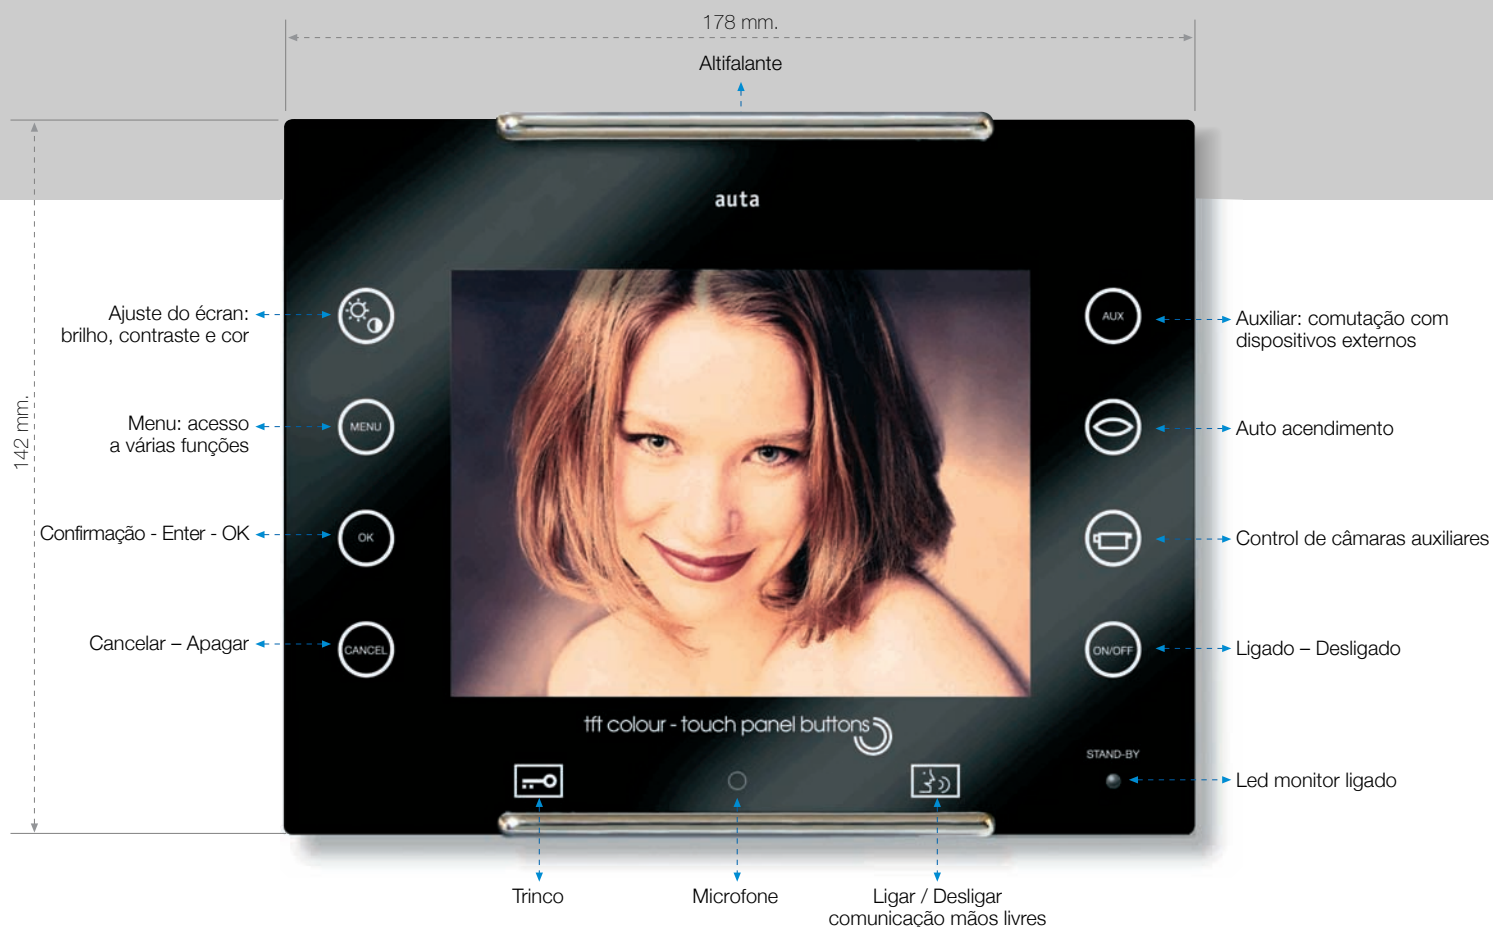 178 mm.
Altifalante
142 mm.
auta
Ajuste do écran:
brilho, contraste e cor
Menu: acesso
a várias funções
Confirmação - Enter - OK
Cancelar – Apagar
MENU
OK
CANCEL
AUX
ON/OFF
Auxiliar: comutação com
dispositivos externos
Auto acendimento
Control de câmaras auxiliares
Ligado – Desligado
tft colour - touch panel buttons
STAND-BY
Led monitor ligado
Trinco
Microfone
Ligar / Desligar
comunicação mãos livres